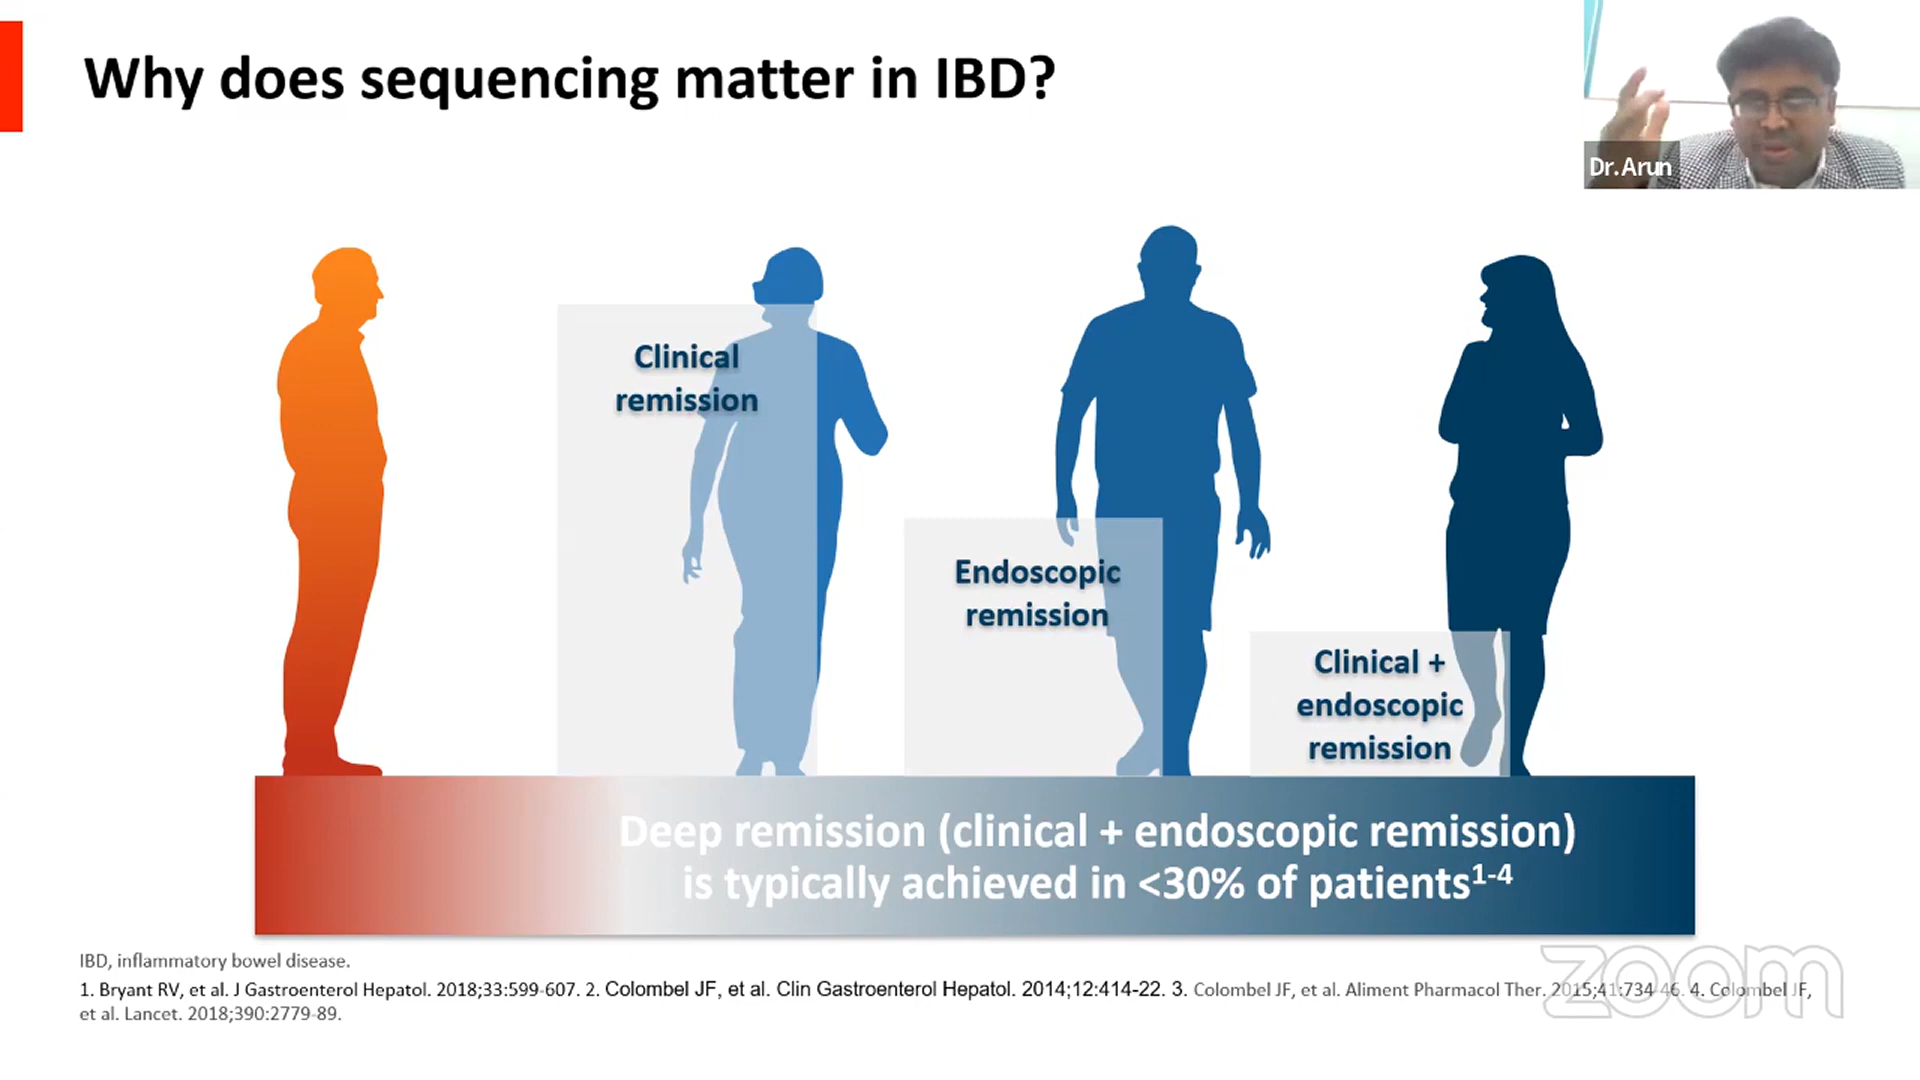 Why does sequencing matter in IBD?
Dr.Arun
Clinical
remission
Endoscopic
remission
Clinical +
endoscopic
remission
Deep remission (clinical + endoscopic remission)
is typically achieved in <30% of patients1-4
IBD, inflammatory bowel disease.
1. Bryant RV, et al. J Gastroenterol Hepatol. 2018;33:599-607. 2. Colombel JF, et al. Clin Gastroenterol Hepatol. 2014;12:414-22. 3. Colombel JF, et al. Aliment Pharmacol Ther. 2015;41:734-46. 4. Colombel JF,
et al. Lancet. 2018;390:2779-89.
zoom